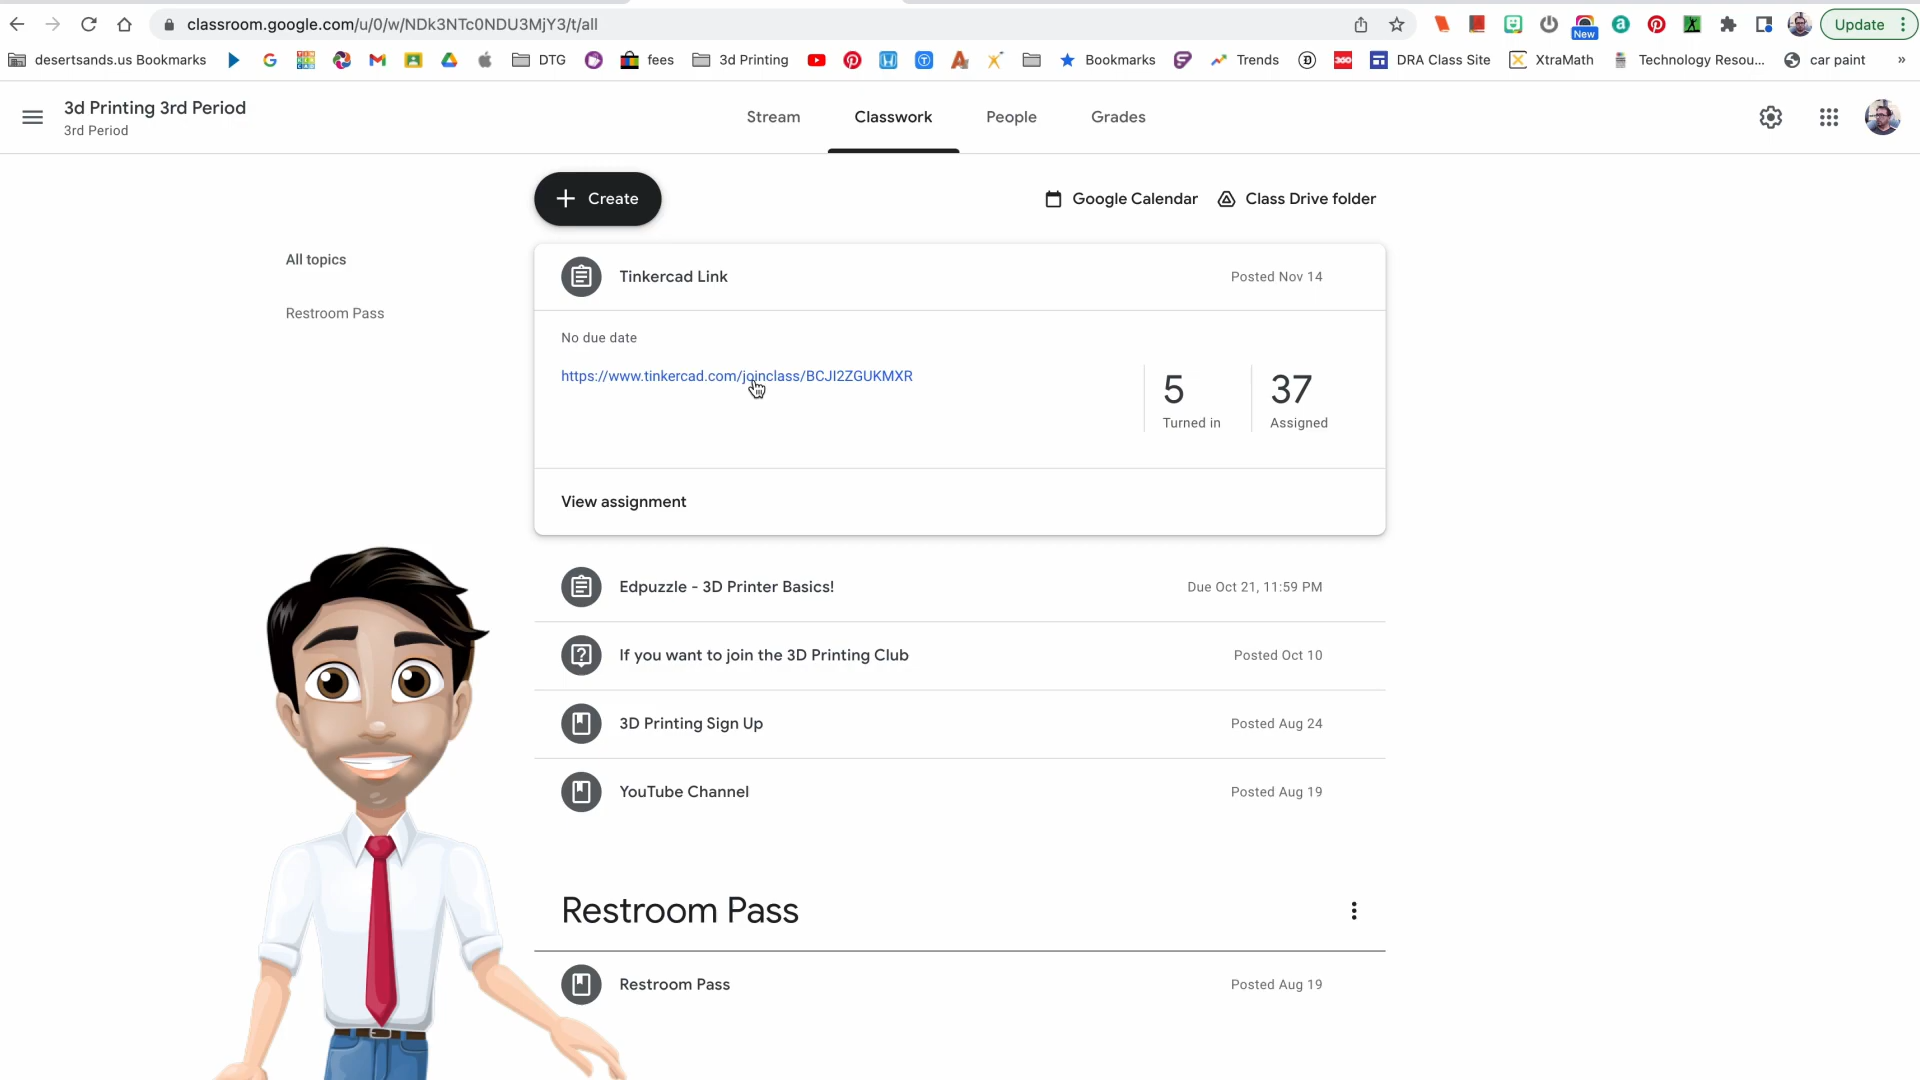 classroom.google.com/u/0/w/NDk3NTc0NDU3MjY3/t/all
New
Update
desertsands.us Bookmarks
DTG
fees
3d Printing
Bookmarks
Trends
360
DRA Class Site
XtraMath
Technology Resou...
car paint
»
3d Printing 3rd Period
3rd Period
Stream
Classwork
People
Grades
Create
Google Calendar
Class Drive folder
All topics
Restroom Pass
Tinkercad Link
Posted Nov 14
No due date
https://www.tinkercad.com/joinclass/BCJI2ZGUKMXR
5
Turned in
37
Assigned
View assignment
Edpuzzle - 3D Printer Basics!
Due Oct 21, 11:59 PM
If you want to join the 3D Printing Club
Posted Oct 10
3D Printing Sign Up
Posted Aug 24
YouTube Channel
Posted Aug 19
Restroom Pass
Restroom Pass
Posted Aug 19